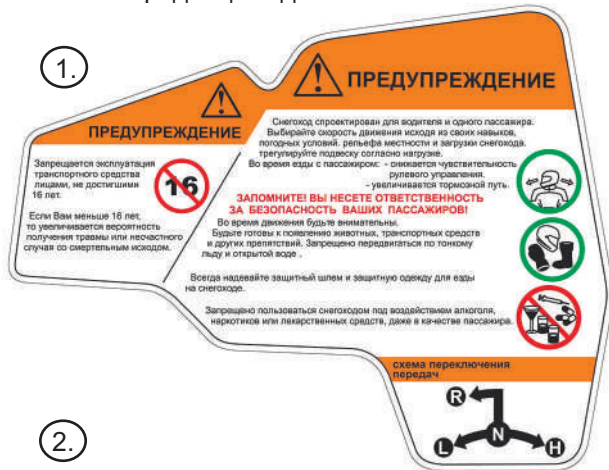 1.
ПРЕДУПРЕЖДЕНИЕ
Запрещается эксплуатация
транспортного средства
лицами, не достигшими
16 лет.
16
Если Вам меньше 16 лет,
то увеличивается вероятность
получения травмы или несчастного
случая со смертельным исходом.
ПРЕДУПРЕЖДЕНИЕ
Снегоход спроектирован для водителя и одного пассажира.
Выбирайте скорость движения исходя из своих навыков,
погодных условий, рельефа местности и загрузки снегохода.
трегулируйте подвеску согласно нагрузке.
Во время езды с пассажиром: - снижается чувствительность
рулевого управления.
- увеличивается тормозной путь.
ЗАПОМНИТЕ! ВЫ НЕСЕТЕ ОТВЕТСТВЕННОСТЬ
ЗА БЕЗОПАСНОСТЬ ВАШИХ ПАССАЖИРОВ!
Во время движения будьте внимательны.
Будьте готовы к появлению животных, транспортных средств
и других препятствий. Запрещено передвигаться по тонкому
льду и открытой воде .
Всегда надевайте защитный шлем и защитную одежду для езды
на снегоходе.
Запрещено пользоваться снегоходом под воздействием алкоголя,
наркотиков или лекарственных средств, даже в качестве пассажира.
схема переключения
передач
R
L N H
2.